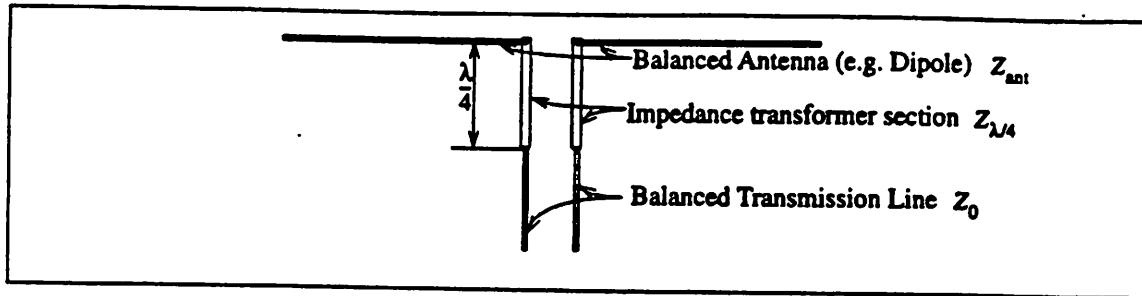 Balanced Antenna (e.g. Dipole) Z_ant
λ/4
Impedance transformer section Z_λ/4
Balanced Transmission Line Z_0